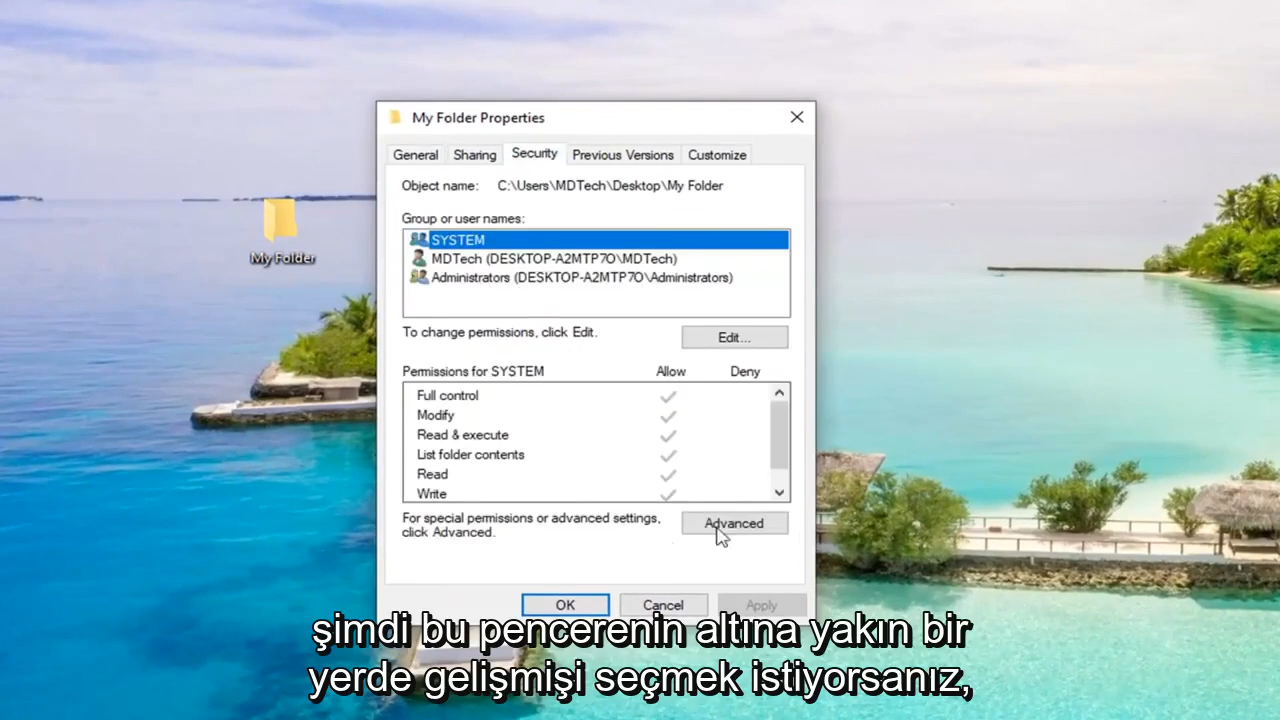 My Folder Properties
General Sharing Security Previous Versions Customize
Object name: C:\Users\MDTech\Desktop\My Folder
Group or user names:
SYSTEM
MDTech (DESKTOP-A2MTP7O\MDTech)
Administrators (DESKTOP-A2MTP7O\Administrators)
To change permissions, click Edit.
Edit...
Permissions for SYSTEM Allow Deny
Full control
Modify
Read & execute
List folder contents
Read
Write
For special permissions or advanced settings,
click Advanced.
Advanced
OK Cancel Apply
My Folder
şimdi bu pencerenin altına yakın bir
yerde gelişmişi seçmek istiyorsanız,